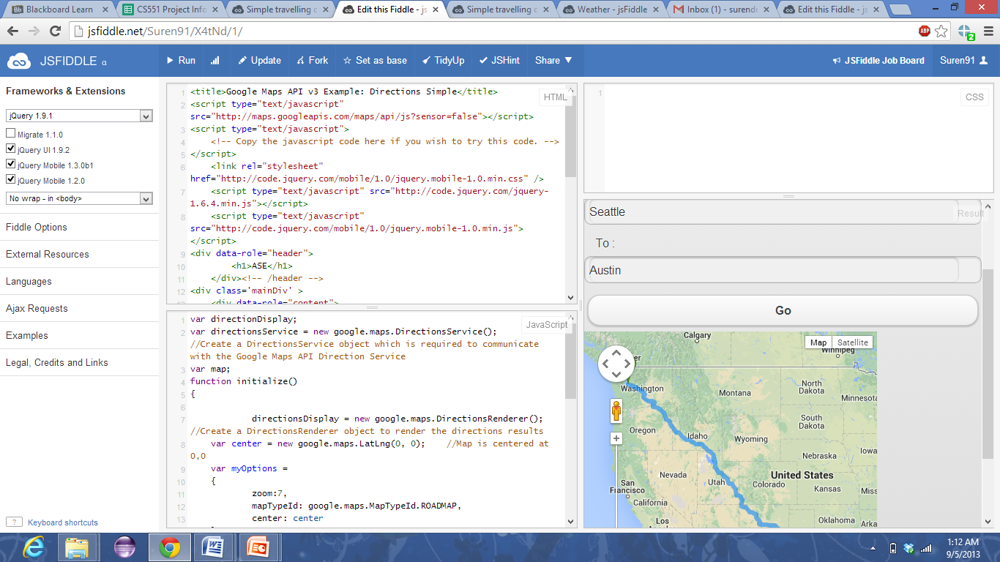 Blackboard Learn
CS551 Project Info
Simple travelling c
Edit this Fiddle - js
Simple travelling c
Weather - jsFiddle
Inbox (1) - surendr
Edit this Fiddle - js
jsfiddle.net/Suren91/X4tNd/1/
ABP
2
JSFIDDLE α
Run
Update
Fork
Set as base
TidyUp
JSHint
Share
JSFiddle Job Board
Suren91
Frameworks & Extensions
jQuery 1.9.1
Migrate 1.1.0
jQuery UI 1.9.2
jQuery Mobile 1.3.0b1
jQuery Mobile 1.2.0
No wrap - in <body>
Fiddle Options
External Resources
Languages
Ajax Requests
Examples
Legal, Credits and Links
? Keyboard shortcuts
HTML
1 <title>Google Maps API v3 Example: Directions Simple</title>
2 <script type="text/javascript"
src="http://maps.googleapis.com/maps/api/js?sensor=false"></script>
3 <script type="text/javascript">
4 <!-- Copy the javascript code here if you wish to try this code. -->
5 </script>
6 <link rel="stylesheet"
href="http://code.jquery.com/mobile/1.0/jquery.mobile-1.0.min.css" />
7 <script type="text/javascript" src="http://code.jquery.com/jquery-
1.6.4.min.js"></script>
8 <script type="text/javascript"
src="http://code.jquery.com/mobile/1.0/jquery.mobile-1.0.min.js">
</script>
9 <div data-role="header">
10 <h1>ASE</h1>
11 </div><!-- /header -->
12 <div class='mainDiv' >
<div data-role="content">
JavaScript
1 var directionDisplay;
2 var directionsService = new google.maps.DirectionsService();
//Create a DirectionsService object which is required to communicate
with the Google Maps API Direction Service
3 var map;
4 function initialize()
5 {
6
7 directionsDisplay = new google.maps.DirectionsRenderer();
//Create a DirectionsRenderer object to render the directions results
8 var center = new google.maps.LatLng(0, 0); //Map is centered at
0,0
9 var myOptions =
10 {
11 zoom:7,
12 mapTypeId: google.maps.MapTypeId.ROADMAP,
13 center: center
CSS
1
Result
Seattle
To :
Austin
Go
Map
Satellite
Calgary
Winnipeg
Washington
Montana
North
Dakota
Minnesota
South
Dakota
Oregon
Idaho
Wyoming
Iowa
Nebraska
Nevada
United States
San
Francisco
Utah
Colorado
Kansas
Miss
California
Los
Oklahoma
Arka
1:12 AM
9/5/2013